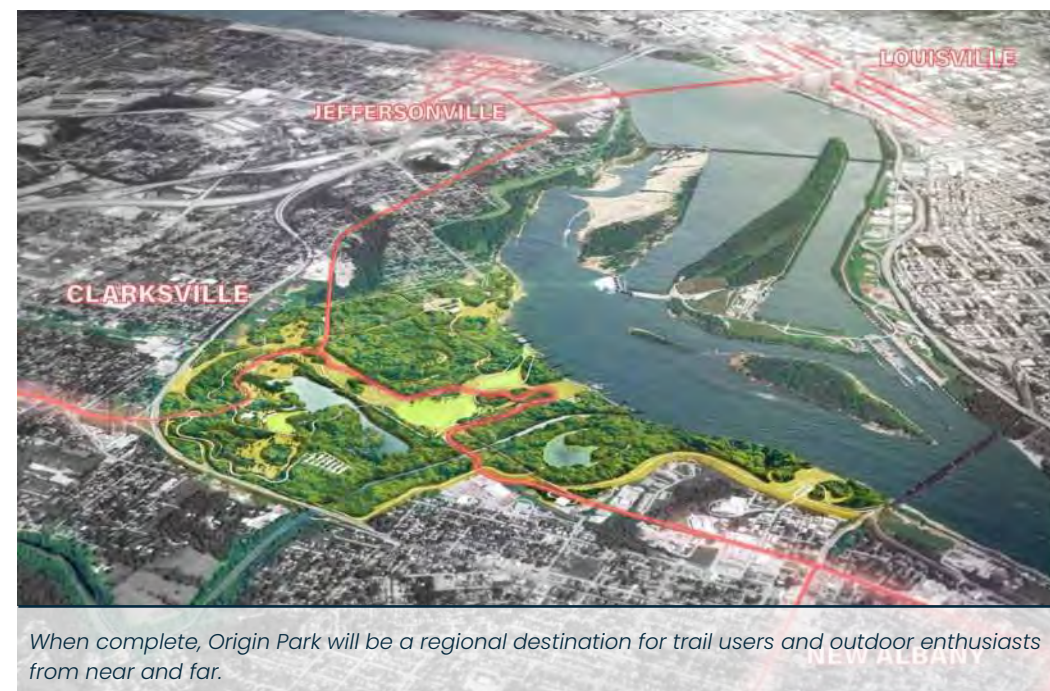 LOUISVILLE
JEFFERSONVILLE
CLARKSVILLE
When complete, Origin Park will be a regional destination for trail users and outdoor enthusiasts
from near and far.
NEW ALBANY